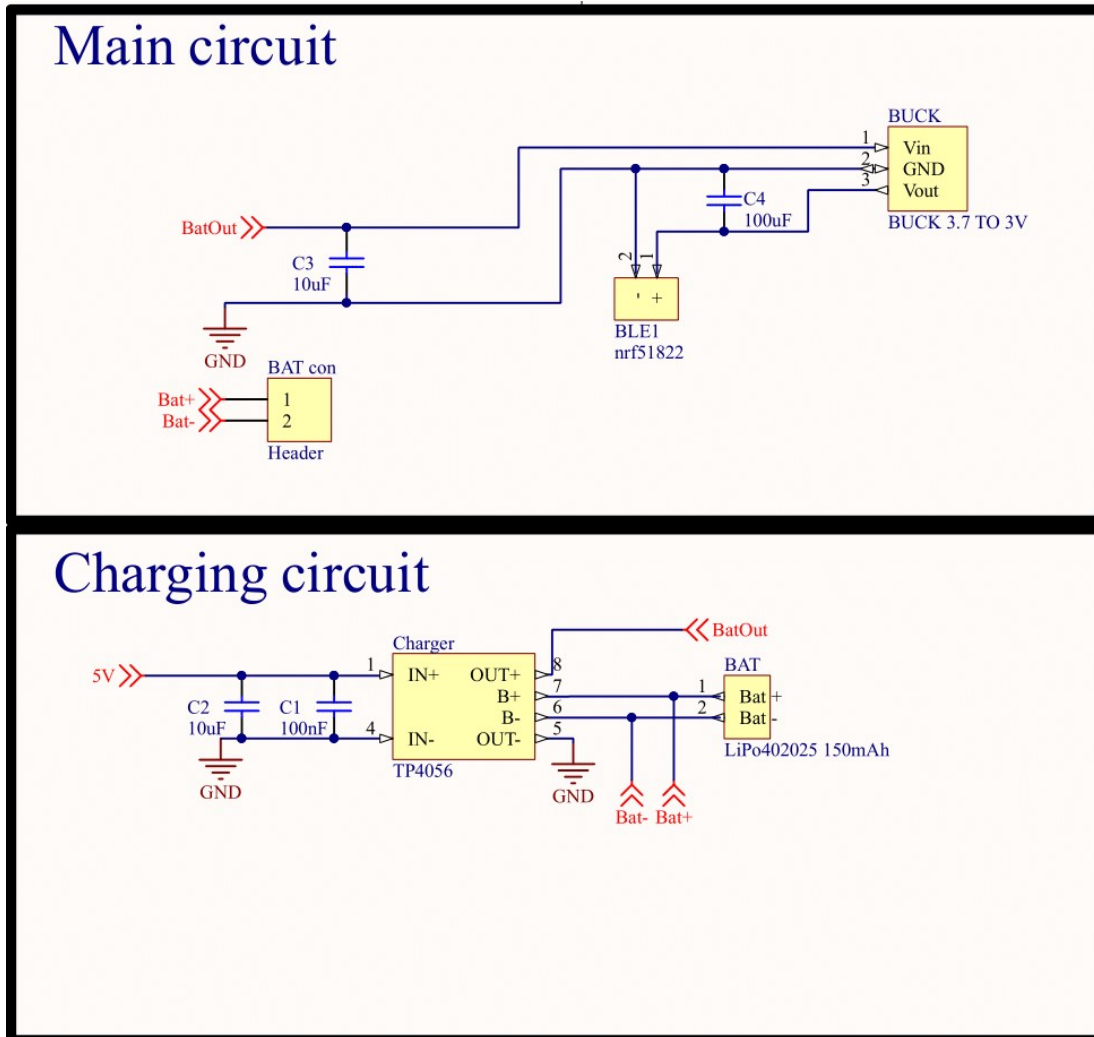 Main circuit
BUCK
1 Vin
2 GND
3 Vout
BUCK 3.7 TO 3V
C4
100uF
BatOut
C3
10uF
GND
2 1
- +
BLE1
nrf51822
BAT con
Bat+ 1
Bat- 2
Header
Charging circuit
BatOut
Charger
5V
1 IN+ OUT+ 8
B+ 7
B- 6
4 IN- OUT- 5
TP4056
C2
10uF
C1
100nF
GND
GND
BAT
1 Bat +
2 Bat -
LiPo402025 150mAh
Bat- Bat+